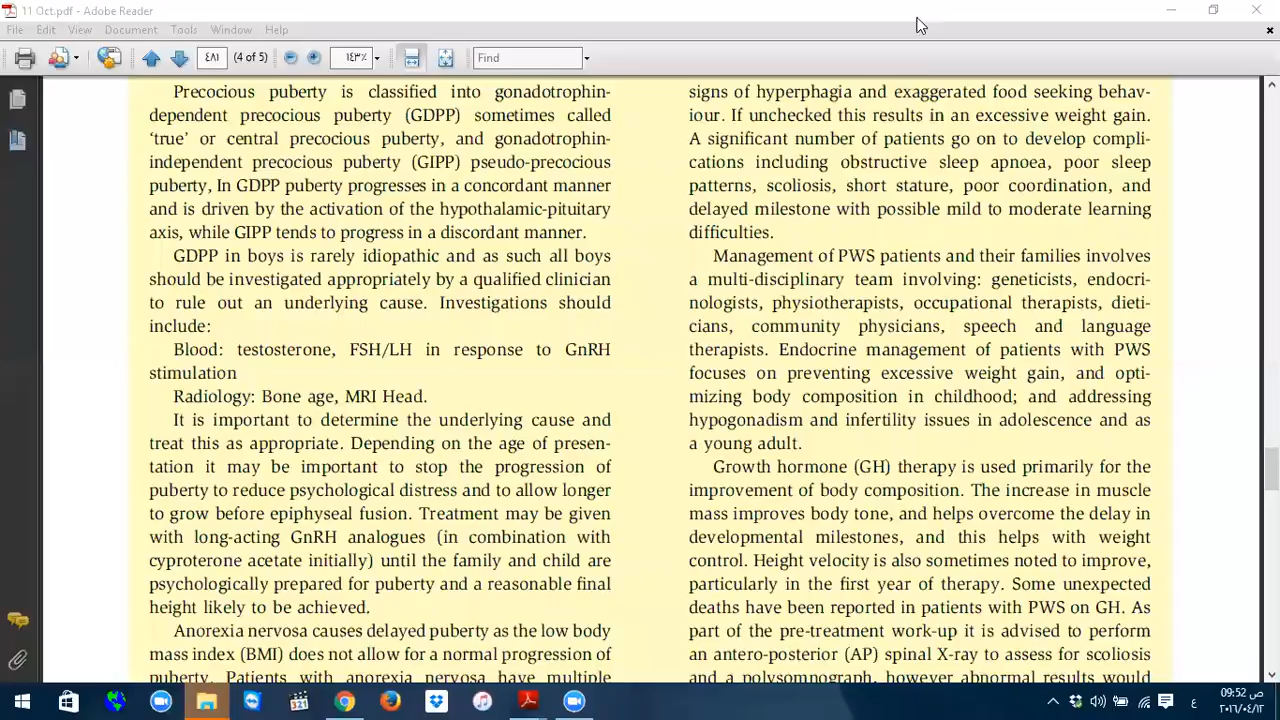 11 Oct.pdf - Adobe Reader
File Edit View Document Tools Window Help
٤٨١ (4 of 5) ١٤٣٪ Find
Precocious puberty is classified into gonadotrophin-
dependent precocious puberty (GDPP) sometimes called
‘true’ or central precocious puberty, and gonadotrophin-
independent precocious puberty (GIPP) pseudo-precocious
puberty, In GDPP puberty progresses in a concordant manner
and is driven by the activation of the hypothalamic-pituitary
axis, while GIPP tends to progress in a discordant manner.
GDPP in boys is rarely idiopathic and as such all boys
should be investigated appropriately by a qualified clinician
to rule out an underlying cause. Investigations should
include:
Blood: testosterone, FSH/LH in response to GnRH
stimulation
Radiology: Bone age, MRI Head.
It is important to determine the underlying cause and
treat this as appropriate. Depending on the age of presen-
tation it may be important to stop the progression of
puberty to reduce psychological distress and to allow longer
to grow before epiphyseal fusion. Treatment may be given
with long-acting GnRH analogues (in combination with
cyproterone acetate initially) until the family and child are
psychologically prepared for puberty and a reasonable final
height likely to be achieved.
Anorexia nervosa causes delayed puberty as the low body
mass index (BMI) does not allow for a normal progression of
puberty. Patients with anorexia nervosa have multiple
signs of hyperphagia and exaggerated food seeking behav-
iour. If unchecked this results in an excessive weight gain.
A significant number of patients go on to develop compli-
cations including obstructive sleep apnoea, poor sleep
patterns, scoliosis, short stature, poor coordination, and
delayed milestone with possible mild to moderate learning
difficulties.
Management of PWS patients and their families involves
a multi-disciplinary team involving: geneticists, endocri-
nologists, physiotherapists, occupational therapists, dieti-
cians, community physicians, speech and language
therapists. Endocrine management of patients with PWS
focuses on preventing excessive weight gain, and opti-
mizing body composition in childhood; and addressing
hypogonadism and infertility issues in adolescence and as
a young adult.
Growth hormone (GH) therapy is used primarily for the
improvement of body composition. The increase in muscle
mass improves body tone, and helps overcome the delay in
developmental milestones, and this helps with weight
control. Height velocity is also sometimes noted to improve,
particularly in the first year of therapy. Some unexpected
deaths have been reported in patients with PWS on GH. As
part of the pre-treatment work-up it is advised to perform
an antero-posterior (AP) spinal X-ray to assess for scoliosis
and a polysomnograph, however abnormal results would
321
ع
09:52 ص
٢٠١٦/٠٤/١٣